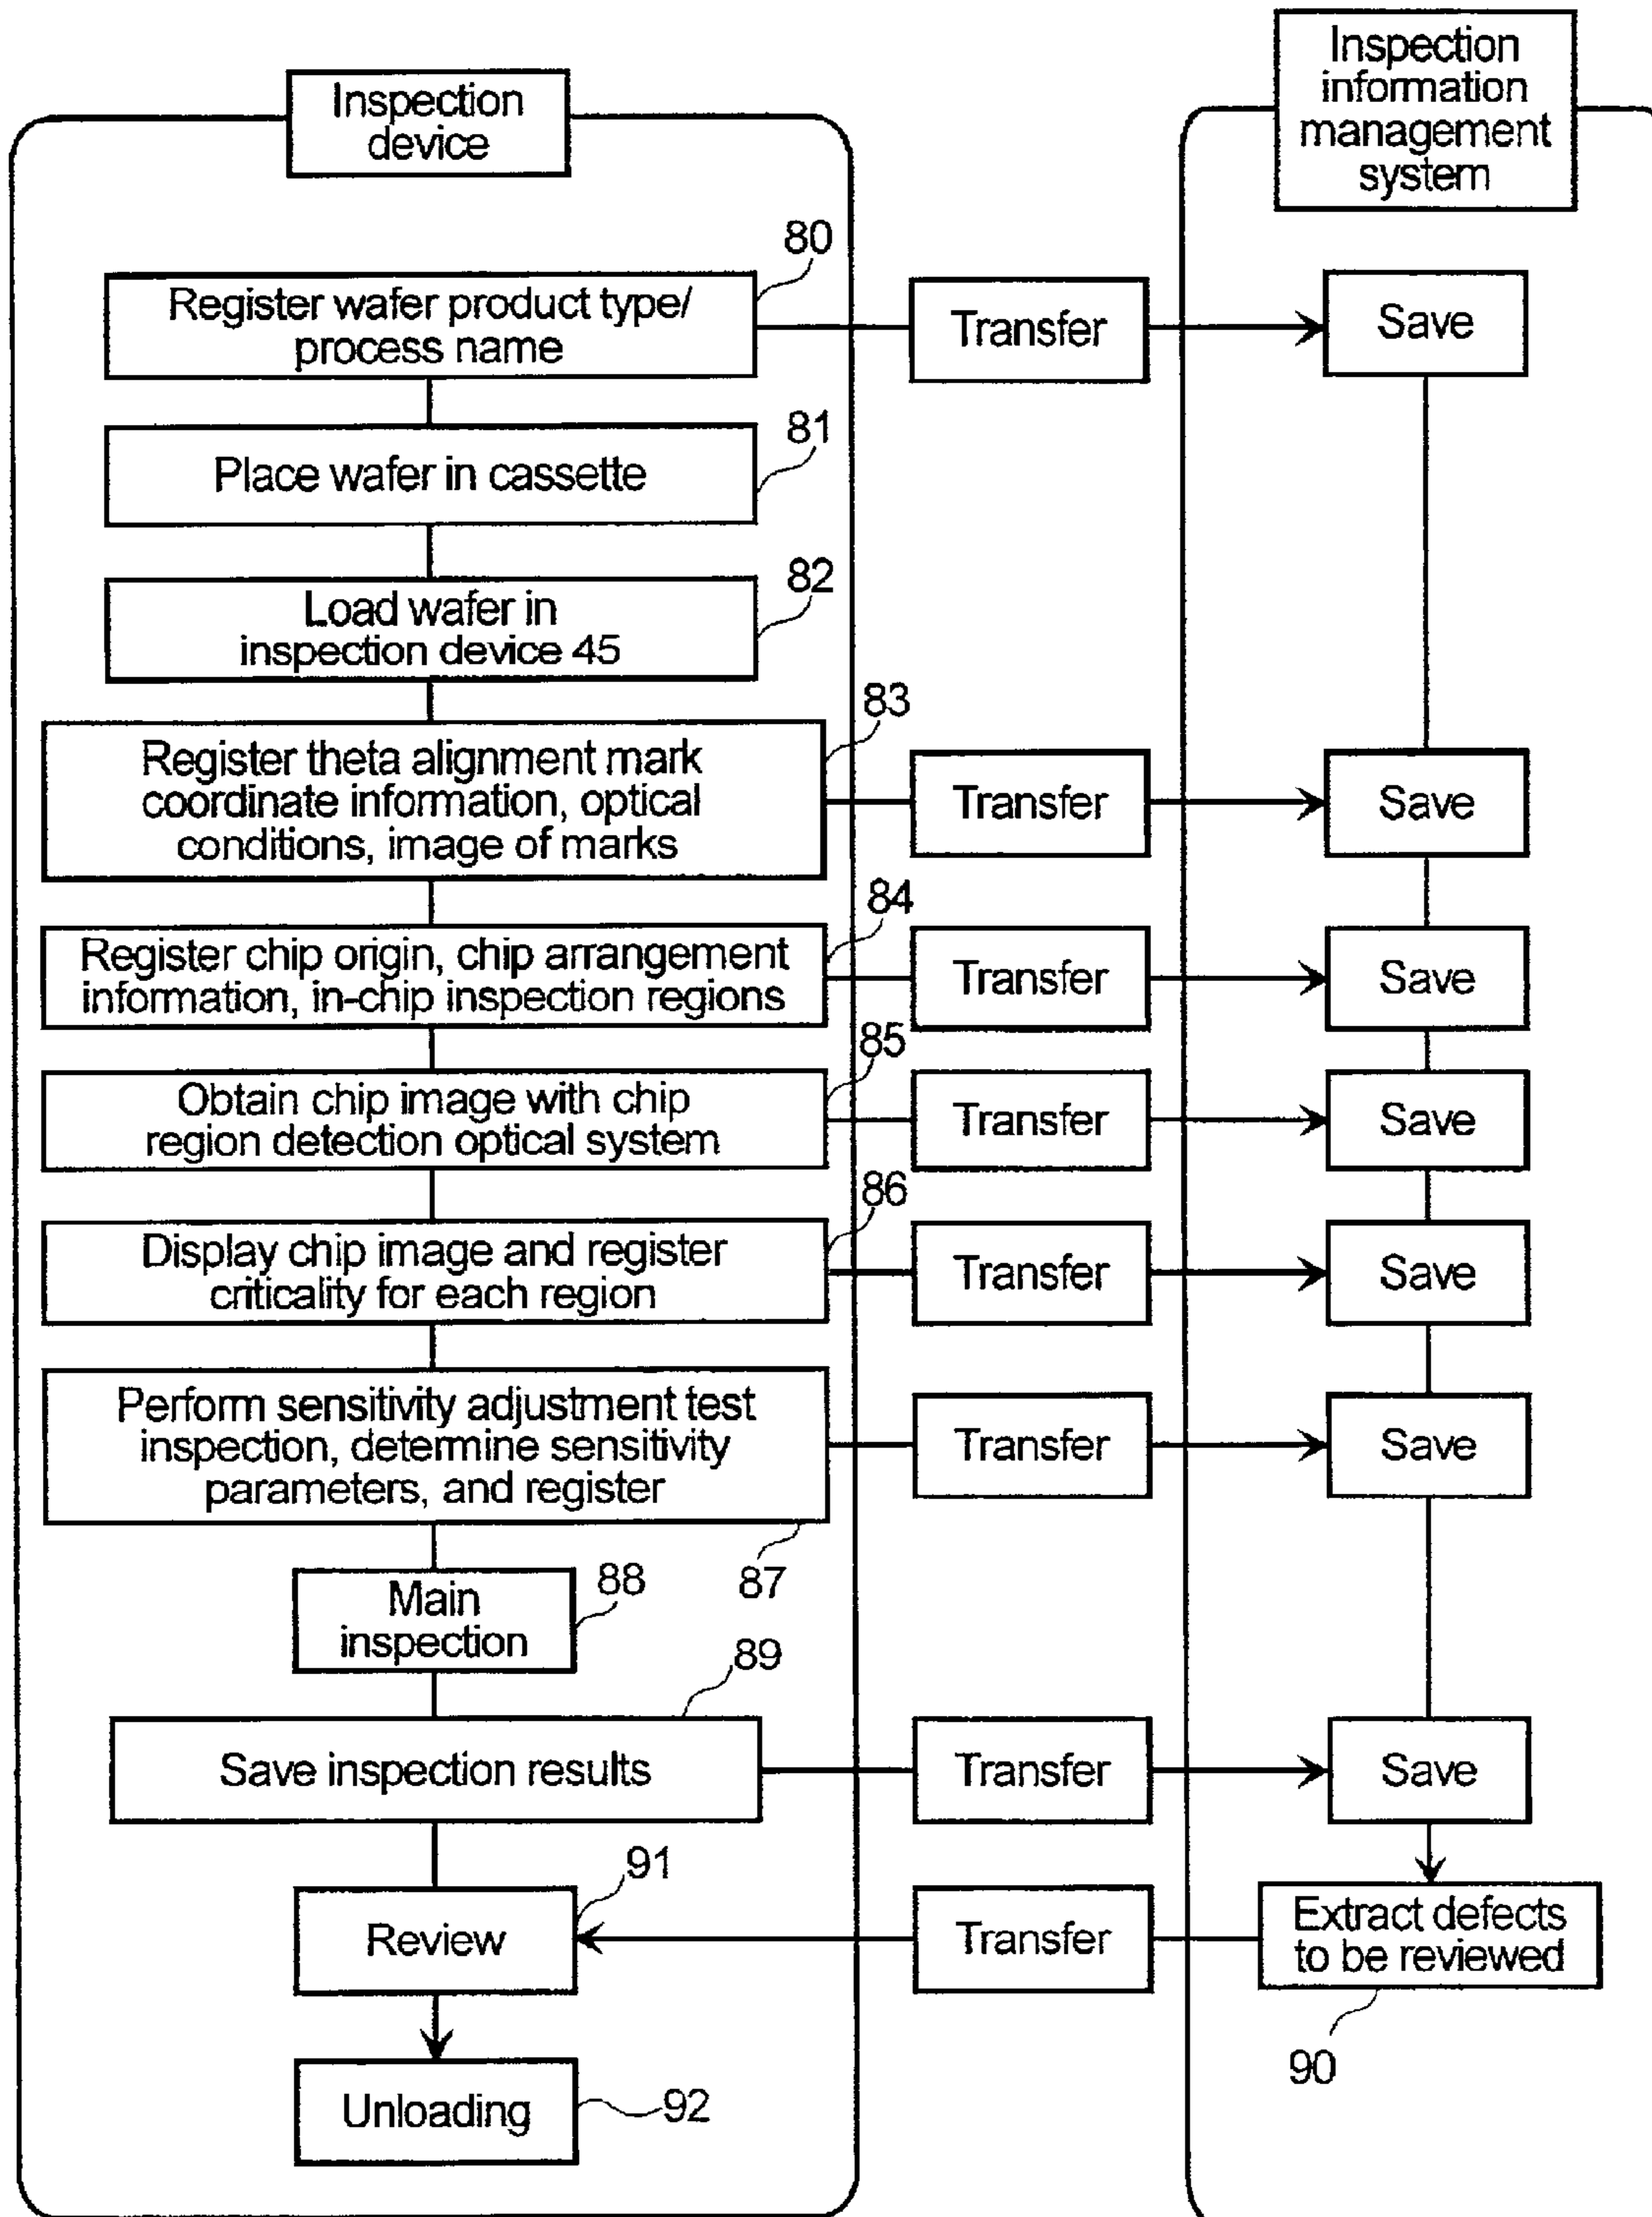 Inspection
device
Inspection
information
management
system
80
Register wafer product type/
process name
Transfer
Save
81
Place wafer in cassette
82
Load wafer in
inspection device 45
83
Register theta alignment mark
coordinate information, optical
conditions, image of marks
Transfer
Save
84
Register chip origin, chip arrangement
information, in-chip inspection regions
Transfer
Save
85
Obtain chip image with chip
region detection optical system
Transfer
Save
86
Display chip image and register
criticality for each region
Transfer
Save
Perform sensitivity adjustment test
inspection, determine sensitivity
parameters, and register
Transfer
Save
87
88
Main
inspection
89
Save inspection results
Transfer
Save
91
Review
Transfer
Extract defects
to be reviewed
90
Unloading
92